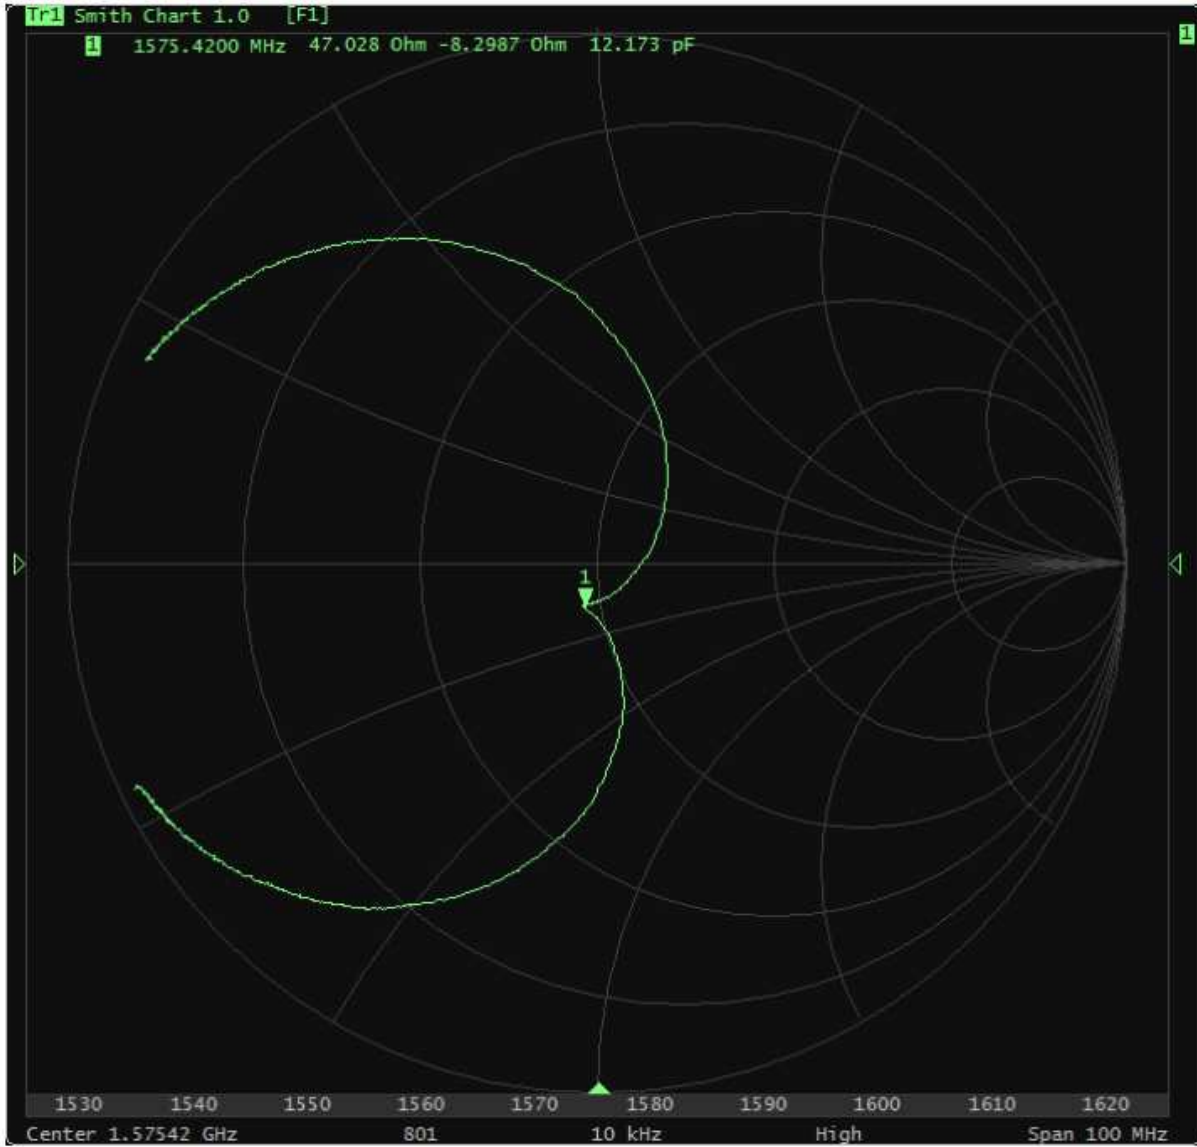 Tr1 Smith Chart 1.0 [F1]
1
1 1575.4200 MHz 47.028 Ohm -8.2987 Ohm 12.173 pF
1
1530 1540 1550 1560 1570 1580 1590 1600 1610 1620
Center 1.57542 GHz 801 10 kHz High Span 100 MHz